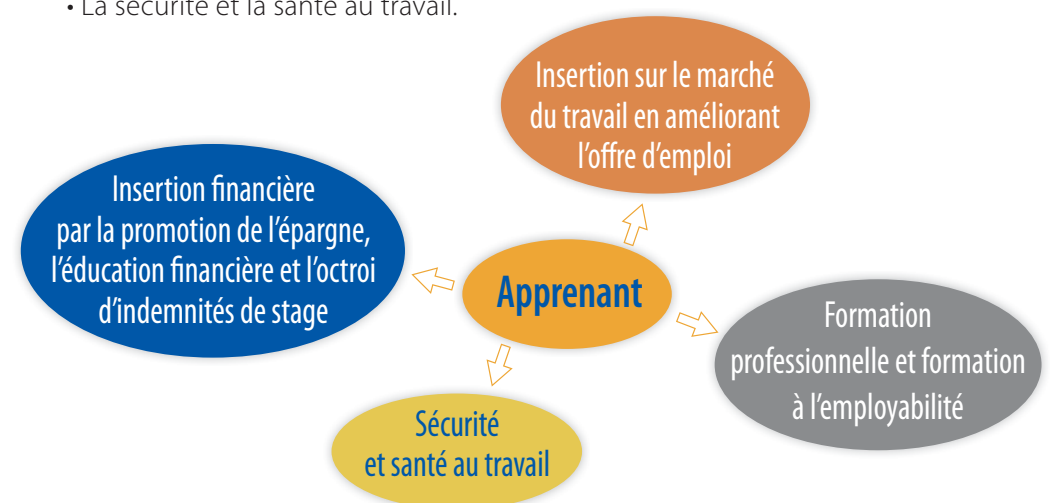 • La sécurité et la santé au travail.
Insertion sur le marché
du travail en améliorant
l’offre d’emploi
Insertion financière
par la promotion de l’épargne,
l’éducation financière et l’octroi
d’indemnités de stage
Apprenant
Formation
professionnelle et formation
à l’employabilité
Sécurité
et santé au travail